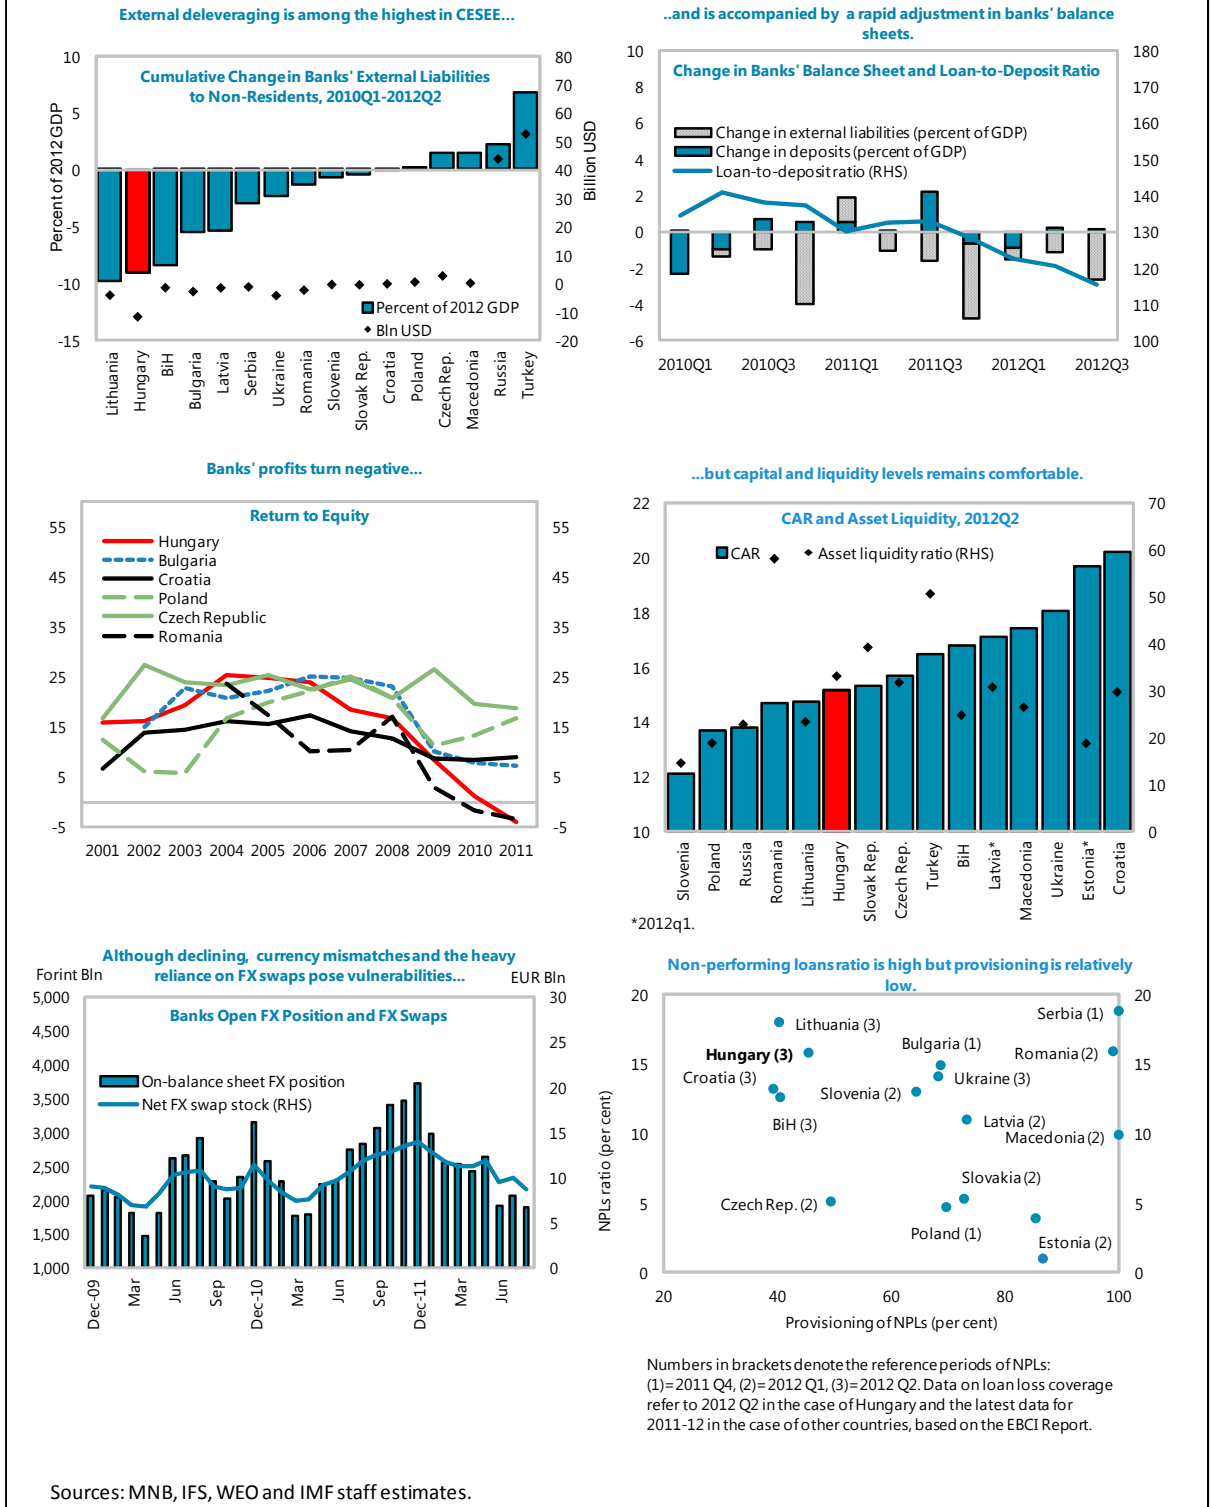 External deleveraging is among the highest in CESEE...
Cumulative Change in Banks' External Liabilities
to Non-Residents, 2010Q1-2012Q2
Percent of 2012 GDP
Billion USD
10
5
0
-5
-10
-15
80
70
60
50
40
30
20
10
0
-10
-20
Percent of 2012 GDP
Bln USD
Lithuania
Hungary
BiH
Bulgaria
Latvia
Serbia
Ukraine
Romania
Slovenia
Slovak Rep.
Croatia
Poland
Czech Rep.
Macedonia
Russia
Turkey
..and is accompanied by a rapid adjustment in banks' balance
sheets.
Change in Banks' Balance Sheet and Loan-to-Deposit Ratio
10
8
6
4
2
0
-2
-4
-6
180
170
160
150
140
130
120
110
100
Change in external liabilities (percent of GDP)
Change in deposits (percent of GDP)
Loan-to-deposit ratio (RHS)
2010Q1 2010Q3 2011Q1 2011Q3 2012Q1 2012Q3
Banks' profits turn negative...
Return to Equity
55
45
35
25
15
5
-5
55
45
35
25
15
5
-5
Hungary
Bulgaria
Croatia
Poland
Czech Republic
Romania
2001 2002 2003 2004 2005 2006 2007 2008 2009 2010 2011
...but capital and liquidity levels remains comfortable.
CAR and Asset Liquidity, 2012Q2
22
20
18
16
14
12
10
70
60
50
40
30
20
10
0
CAR
Asset liquidity ratio (RHS)
Slovenia
Poland
Russia
Romania
Lithuania
Hungary
Slovak Rep.
Czech Rep.
Turkey
BiH
Latvia*
Macedonia
Ukraine
Estonia*
Croatia
*2012q1.
Although declining, currency mismatches and the heavy
reliance on FX swaps pose vulnerabilities...
Forint Bln
EUR Bln
Banks Open FX Position and FX Swaps
5,000
4,500
4,000
3,500
3,000
2,500
2,000
1,500
1,000
30
25
20
15
10
5
0
On-balance sheet FX position
Net FX swap stock (RHS)
Dec-09
Mar
Jun
Sep
Dec-10
Mar
Jun
Sep
Dec-11
Mar
Jun
Non-performing loans ratio is high but provisioning is relatively
low.
NPLs ratio (per cent)
20
15
10
5
0
20
15
10
5
0
Serbia (1)
Lithuania (3)
Bulgaria (1)
Romania (2)
Hungary (3)
Croatia (3)
Ukraine (3)
Slovenia (2)
BiH (3)
Latvia (2)
Macedonia (2)
Slovakia (2)
Czech Rep. (2)
Poland (1)
Estonia (2)
20 40 60 80 100
Provisioning of NPLs (per cent)
Numbers in brackets denote the reference periods of NPLs:
(1)=2011 Q4, (2)=2012 Q1, (3)=2012 Q2. Data on loan loss coverage
refer to 2012 Q2 in the case of Hungary and the latest data for
2011-12 in the case of other countries, based on the EBCI Report.
Sources: MNB, IFS, WEO and IMF staff estimates.